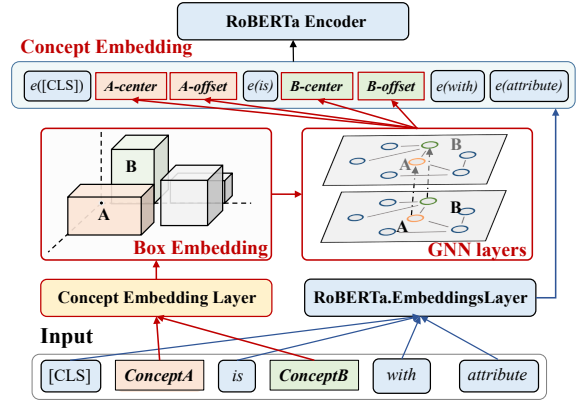 RoBERTa Encoder
Concept Embedding
e([CLS]) A-center A-offset e(is) B-center B-offset e(with) e(attribute)
B
A
Box Embedding
B
A
B
A
GNN layers
Concept Embedding Layer
RoBERTa.EmbeddingsLayer
Input
[CLS] ConceptA is ConceptB with attribute